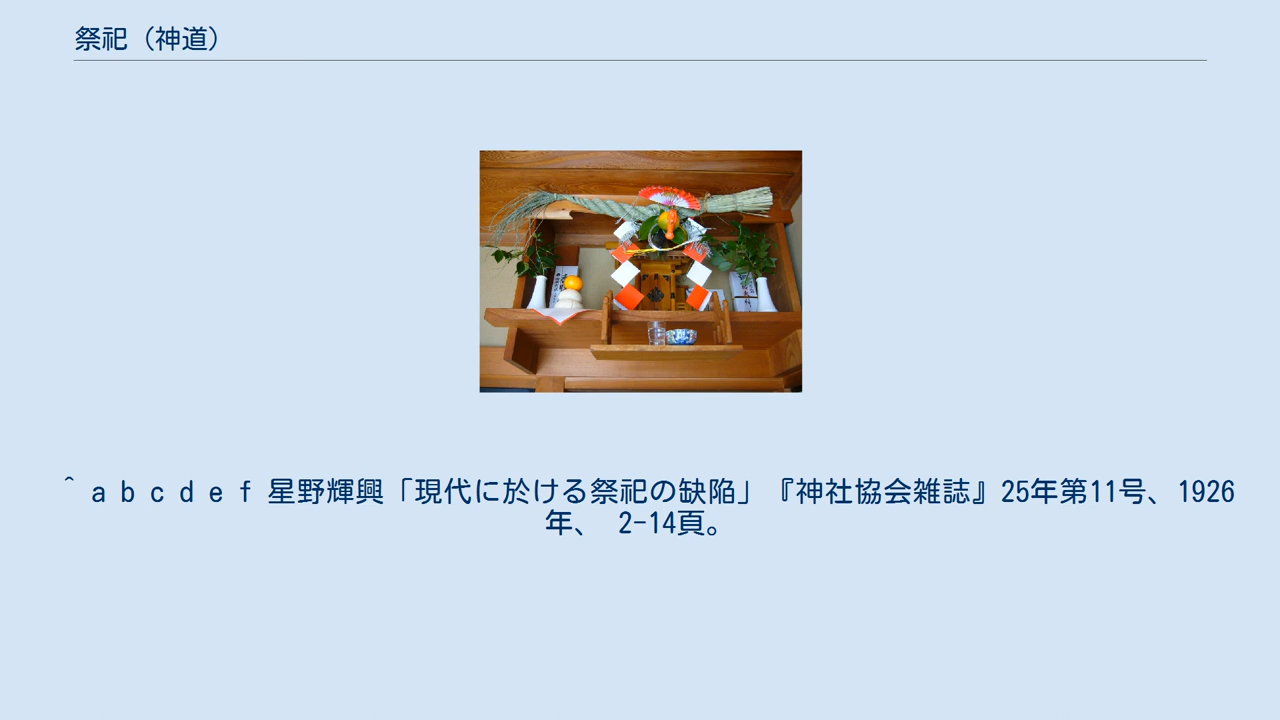 祭祀（神道）
^ a b c d e f 星野輝興「現代に於ける祭祀の缺陥」『神社協会雑誌』25年第11号、1926
年、 2-14頁。